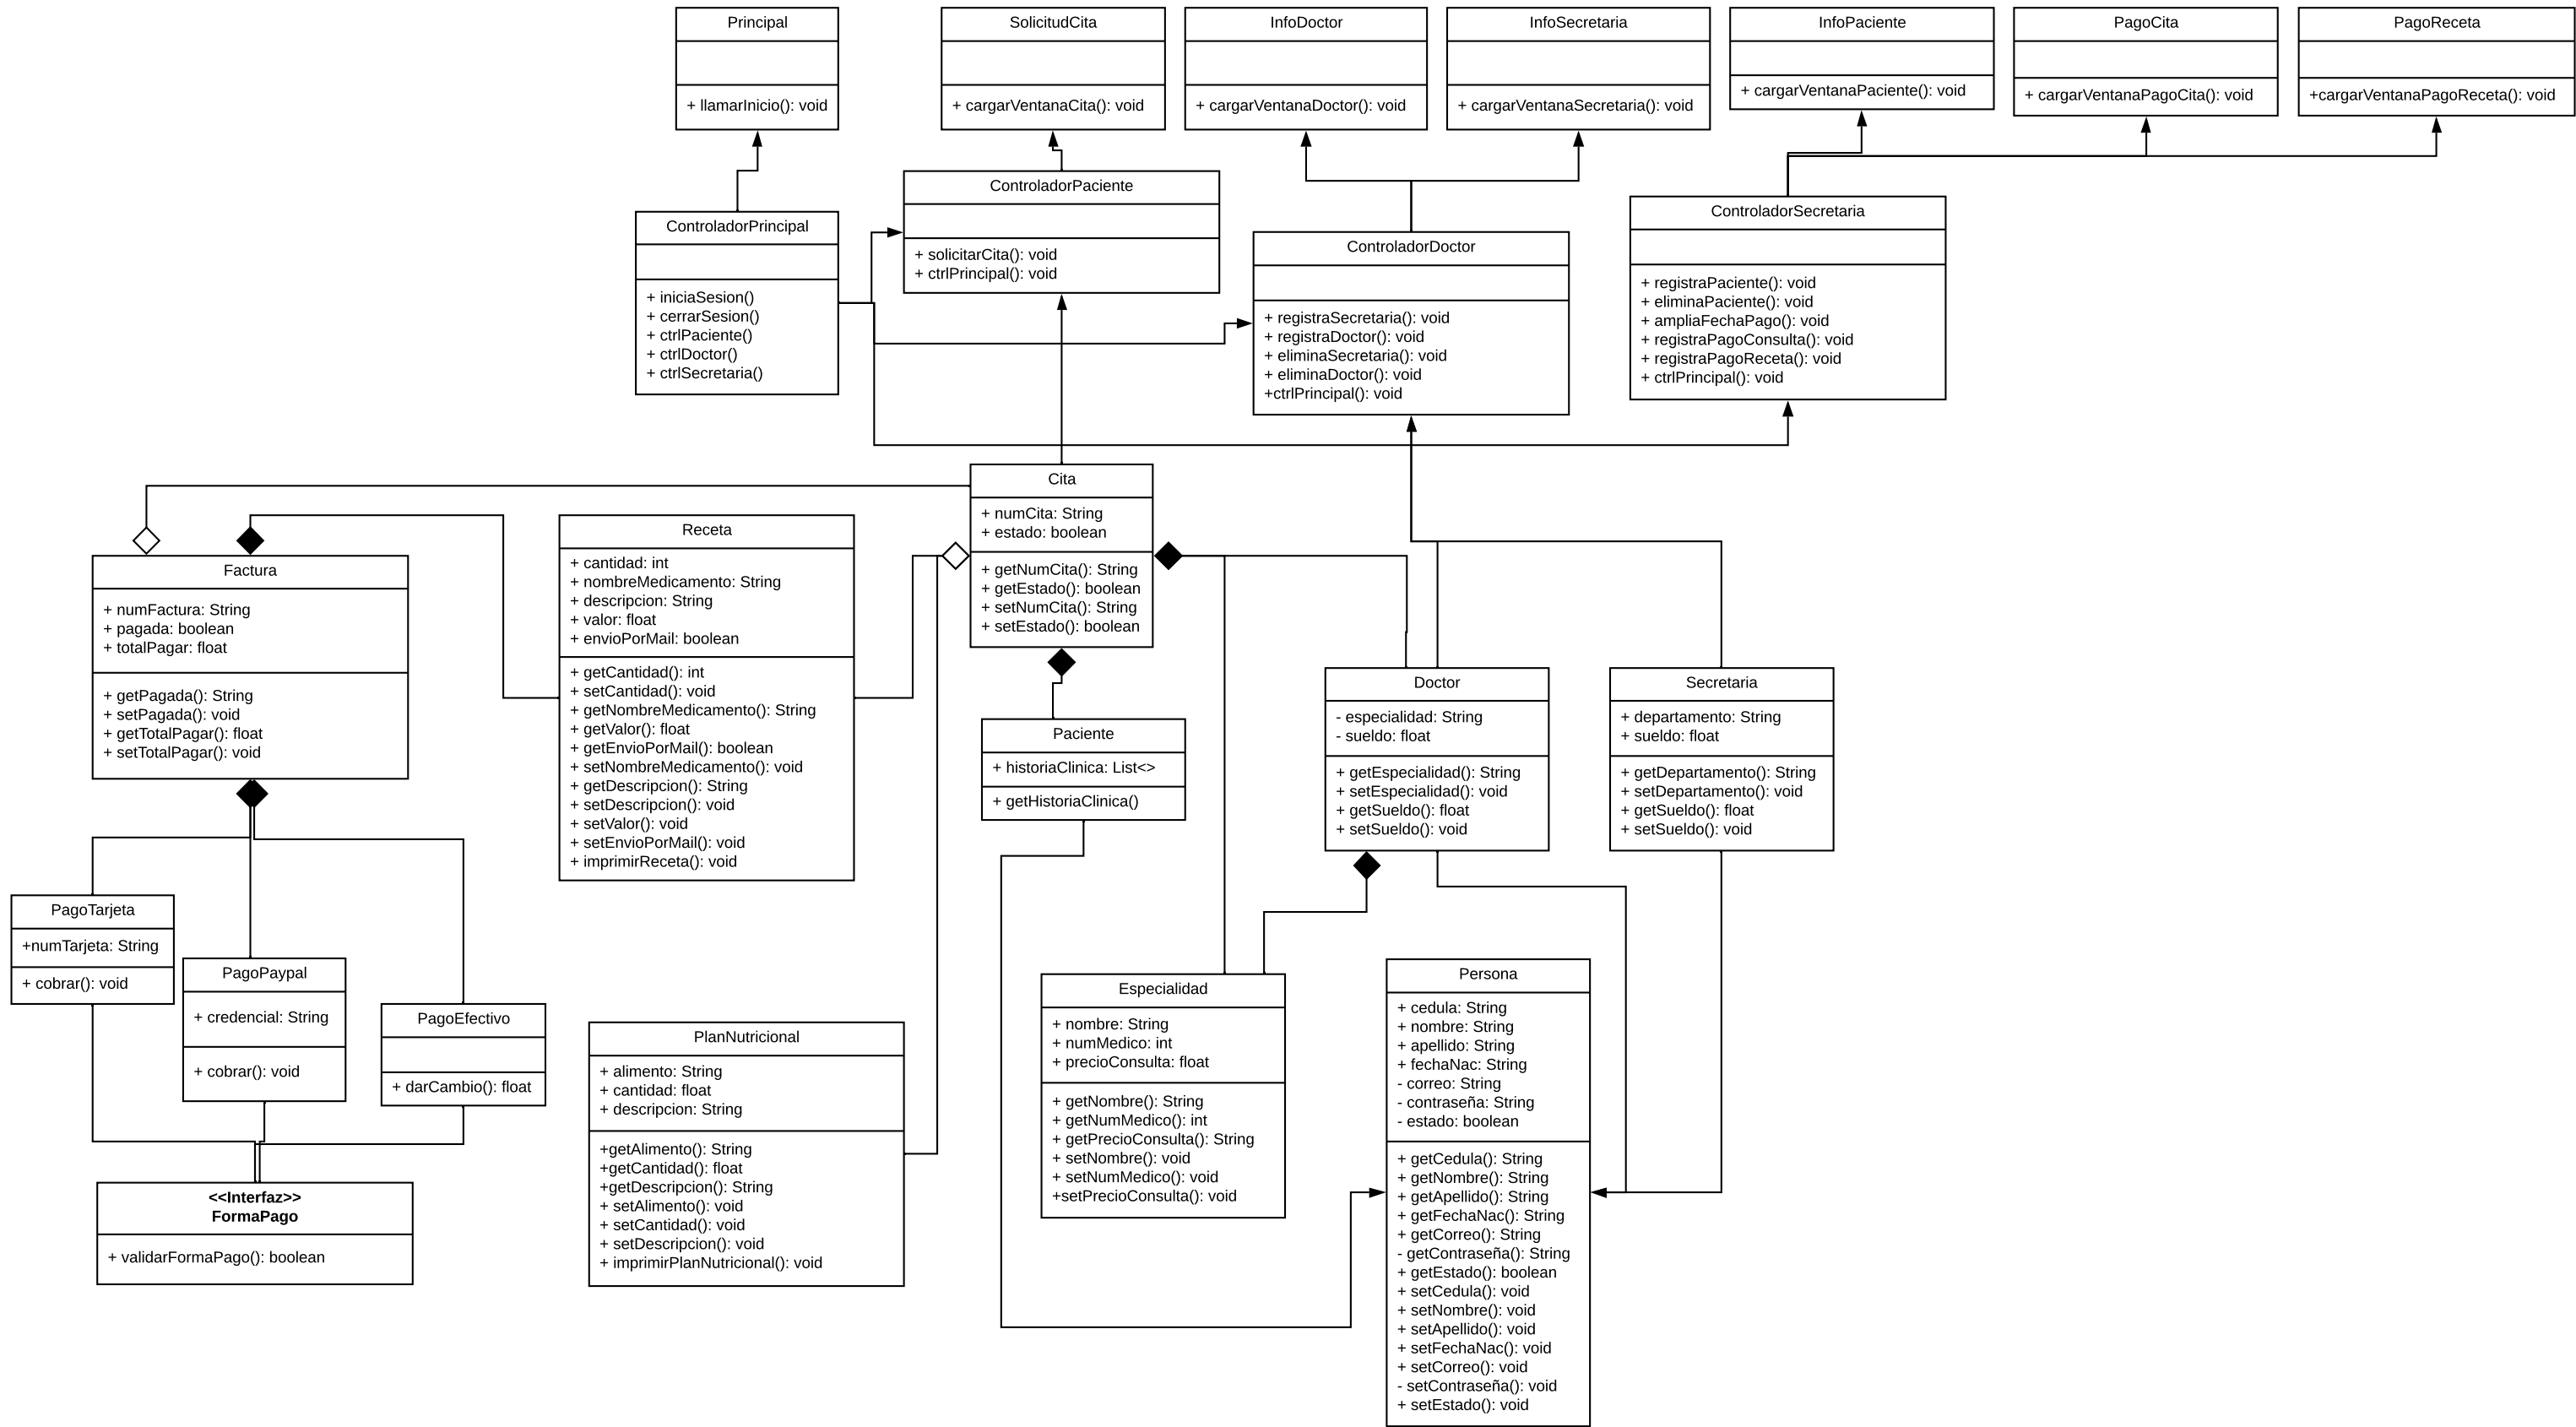 Principal
+ llamarInicio(): void
SolicitudCita
+ cargarVentanaCita(): void
InfoDoctor
+ cargarVentanaDoctor(): void
InfoSecretaria
+ cargarVentanaSecretaria(): void
InfoPaciente
+ cargarVentanaPaciente(): void
PagoCita
+ cargarVentanaPagoCita(): void
PagoReceta
+cargarVentanaPagoReceta(): void
ControladorPrincipal
+ iniciaSesion()
+ cerrarSesion()
+ ctrlPaciente()
+ ctrlDoctor()
+ ctrlSecretaria()
ControladorPaciente
+ solicitarCita(): void
+ ctrlPrincipal(): void
ControladorDoctor
+ registraSecretaria(): void
+ registraDoctor(): void
+ eliminaSecretaria(): void
+ eliminaDoctor(): void
+ctrlPrincipal(): void
ControladorSecretaria
+ registraPaciente(): void
+ eliminaPaciente(): void
+ ampliaFechaPago(): void
+ registraPagoConsulta(): void
+ registraPagoReceta(): void
+ ctrlPrincipal(): void
Cita
+ numCita: String
+ estado: boolean
+ getNumCita(): String
+ getEstado(): boolean
+ setNumCita(): String
+ setEstado(): boolean
Factura
+ numFactura: String
+ pagada: boolean
+ totalPagar: float
+ getPagada(): String
+ setPagada(): void
+ getTotalPagar(): float
+ setTotalPagar(): void
Receta
+ cantidad: int
+ nombreMedicamento: String
+ descripcion: String
+ valor: float
+ envioPorMail: boolean
+ getCantidad(): int
+ setCantidad(): void
+ getNombreMedicamento(): String
+ getValor(): float
+ getEnvioPorMail(): boolean
+ setNombreMedicamento(): void
+ getDescripcion(): String
+ setDescripcion(): void
+ setValor(): void
+ setEnvioPorMail(): void
+ imprimirReceta(): void
Paciente
+ historiaClinica: List<>
+ getHistoriaClinica()
Doctor
- especialidad: String
- sueldo: float
+ getEspecialidad(): String
+ setEspecialidad(): void
+ getSueldo(): float
+ setSueldo(): void
Secretaria
+ departamento: String
+ sueldo: float
+ getDepartamento(): String
+ setDepartamento(): void
+ getSueldo(): float
+ setSueldo(): void
PagoTarjeta
+numTarjeta: String
+ cobrar(): void
PagoPaypal
+ credencial: String
+ cobrar(): void
PagoEfectivo
+ darCambio(): float
<<Interfaz>>
FormaPago
+ validarFormaPago(): boolean
PlanNutricional
+ alimento: String
+ cantidad: float
+ descripcion: String
+getAlimento(): String
+getCantidad(): float
+getDescripcion(): String
+ setAlimento(): void
+ setCantidad(): void
+ setDescripcion(): void
+ imprimirPlanNutricional(): void
Especialidad
+ nombre: String
+ numMedico: int
+ precioConsulta: float
+ getNombre(): String
+ getNumMedico(): int
+ getPrecioConsulta(): String
+ setNombre(): void
+ setNumMedico(): void
+setPrecioConsulta(): void
Persona
+ cedula: String
+ nombre: String
+ apellido: String
+ fechaNac: String
- correo: String
- contraseña: String
- estado: boolean
+ getCedula(): String
+ getNombre(): String
+ getApellido(): String
+ getFechaNac(): String
+ getCorreo(): String
- getContraseña(): String
+ getEstado(): boolean
+ setCedula(): void
+ setNombre(): void
+ setApellido(): void
+ setFechaNac(): void
+ setCorreo(): void
- setContraseña(): void
+ setEstado(): void